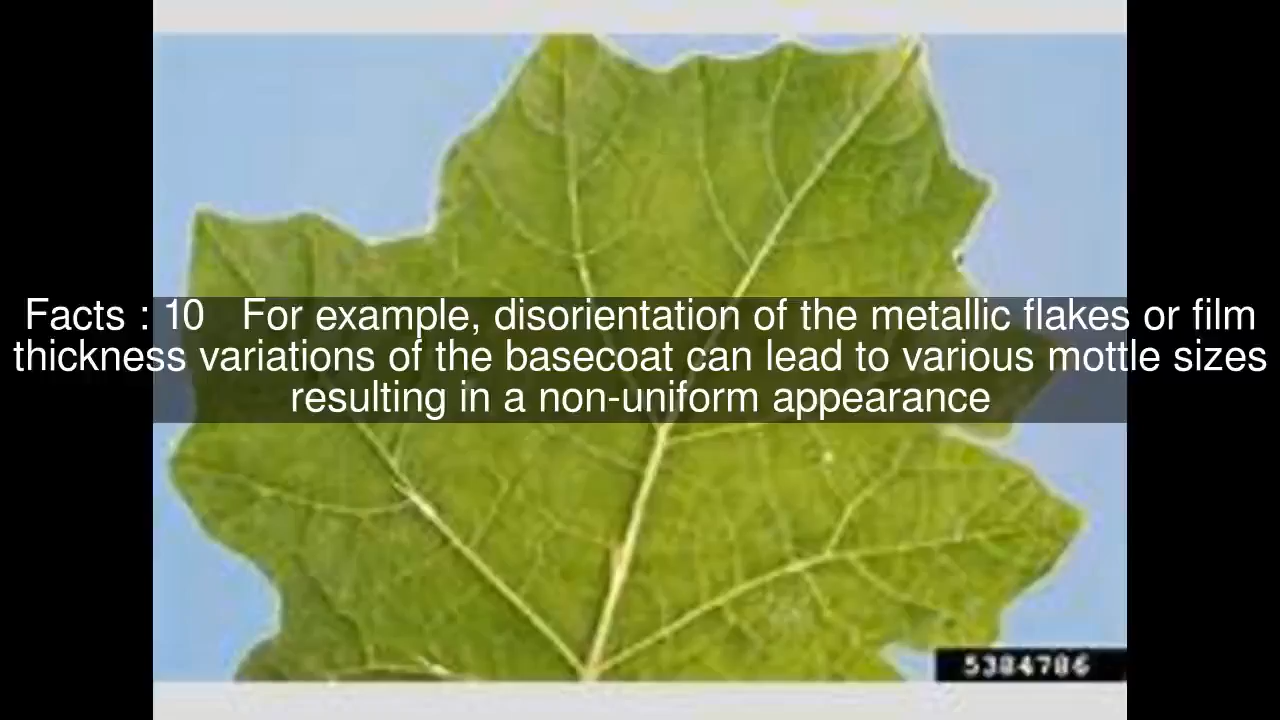 Facts : 10 For example, disorientation of the metallic flakes or film
thickness variations of the basecoat can lead to various mottle sizes
resulting in a non-uniform appearance
5384786